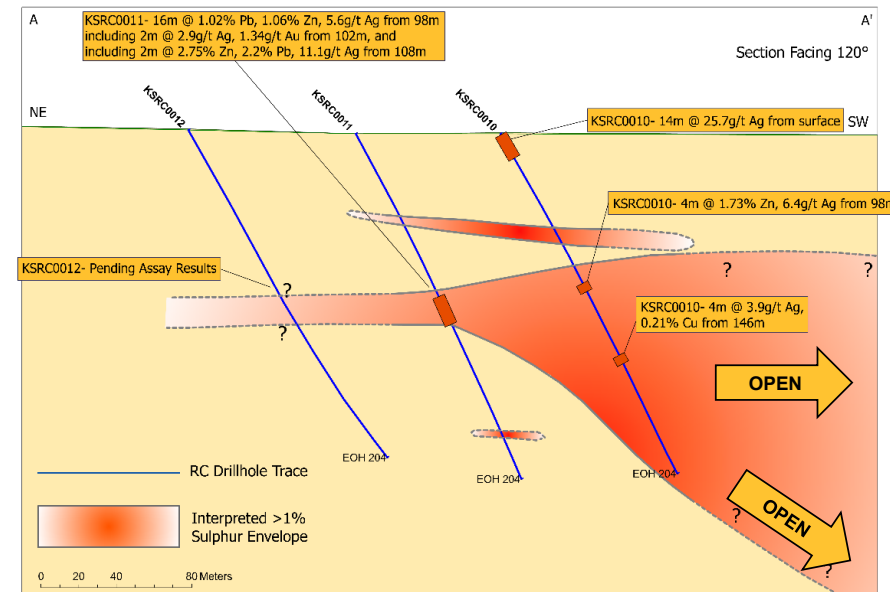 A
A'
KSRC0011- 16m @ 1.02% Pb, 1.06% Zn, 5.6g/t Ag from 98m
including 2m @ 2.9g/t Ag, 1.34g/t Au from 102m, and
including 2m @ 2.75% Zn, 2.2% Pb, 11.1g/t Ag from 108m
Section Facing 120°
NE
KSRC0012
KSRC0011
KSRC0010
KSRC0010- 14m @ 25.7g/t Ag from surface
SW
KSRC0010- 4m @ 1.73% Zn, 6.4g/t Ag from 98m
KSRC0012- Pending Assay Results
?
?
?
?
KSRC0010- 4m @ 3.9g/t Ag,
0.21% Cu from 146m
OPEN
EOH 204
EOH 204
EOH 204
RC Drillhole Trace
OPEN
?
?
Interpreted >1%
Sulphur Envelope
0 20 40 80 Meters